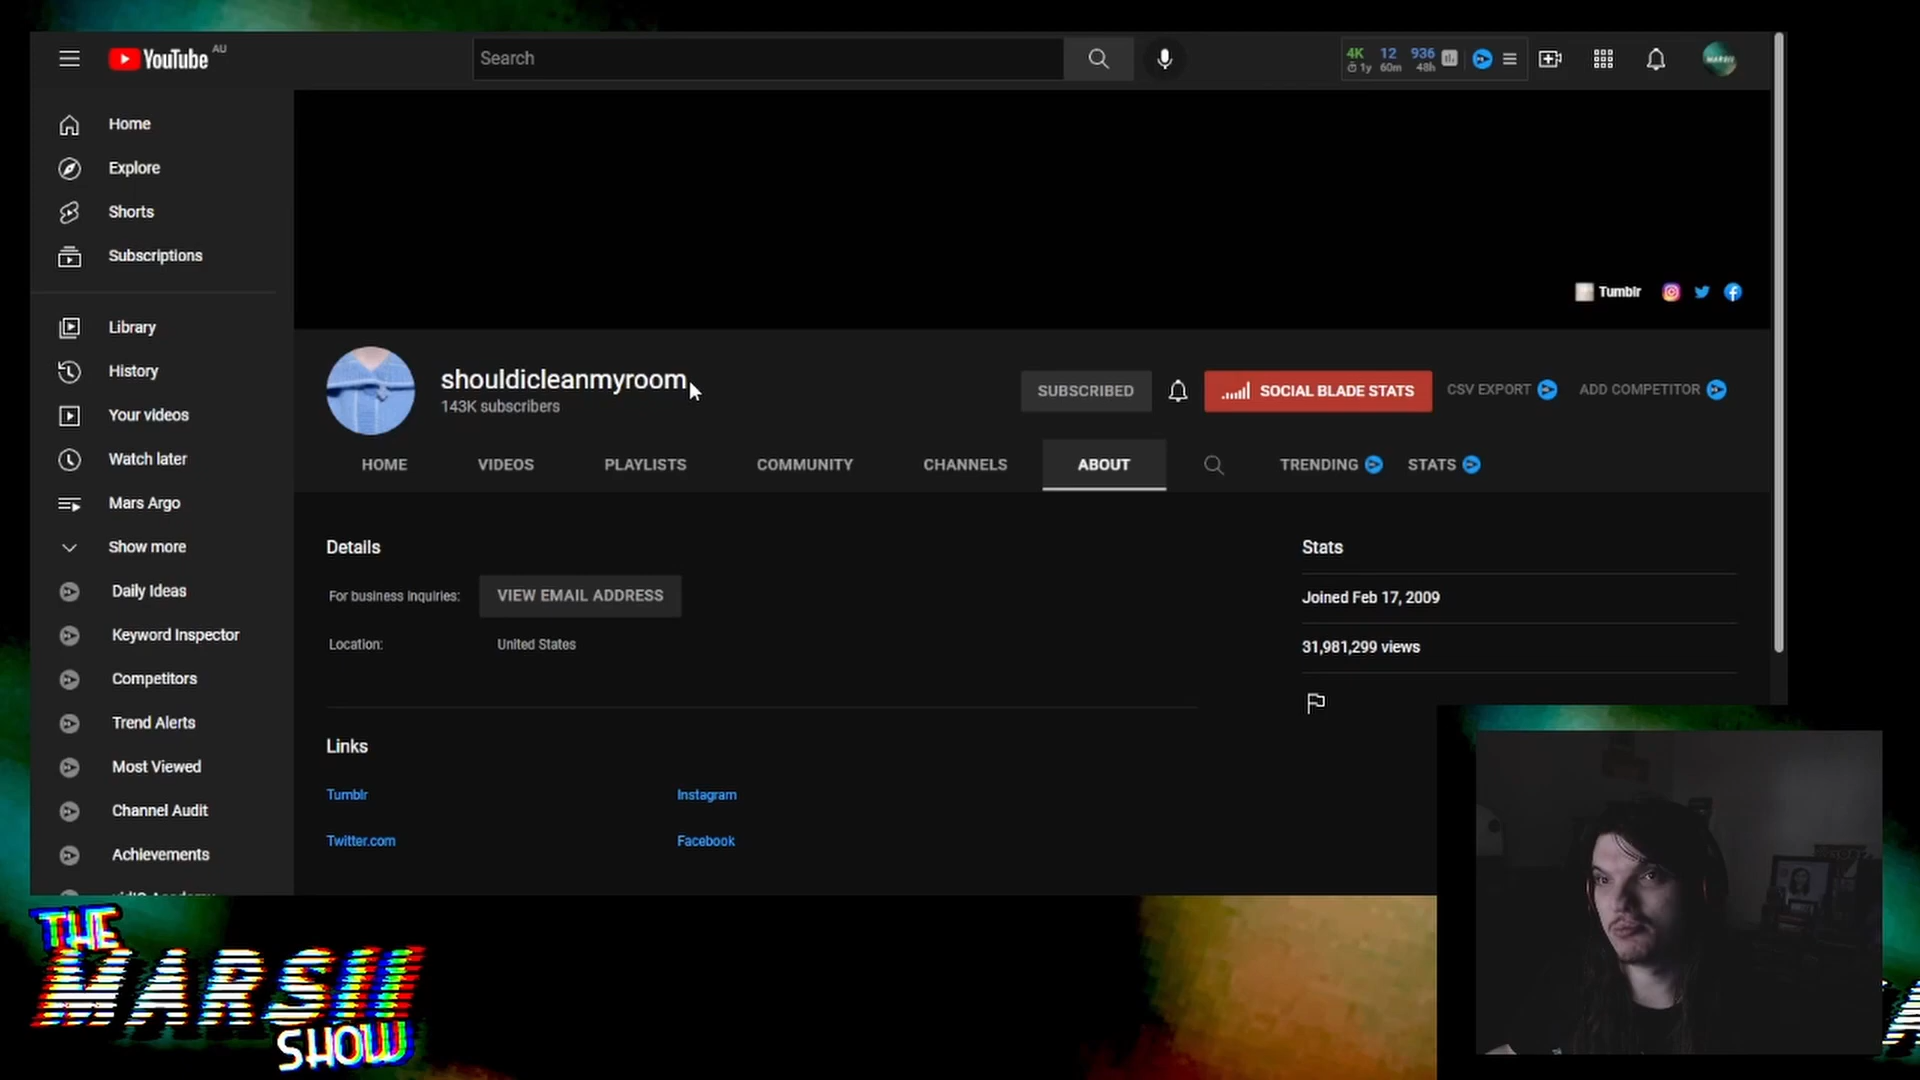 YouTube AU
Search
4K 12 936
1y 60m 48h
MARSII
Home
Explore
Shorts
Subscriptions
Library
History
Your videos
Watch later
Mars Argo
Show more
Daily Ideas
Keyword Inspector
Competitors
Trend Alerts
Most Viewed
Channel Audit
Achievements
Tumblr
shouldicleanmyroom
143K subscribers
SUBSCRIBED
SOCIAL BLADE STATS
CSV EXPORT
ADD COMPETITOR
HOME VIDEOS PLAYLISTS COMMUNITY CHANNELS ABOUT TRENDING STATS
Details
For business inquiries: VIEW EMAIL ADDRESS
Location: United States
Stats
Joined Feb 17, 2009
31,981,299 views
Links
Tumblr Instagram
Twitter.com Facebook
THE
MARSII
SHOW